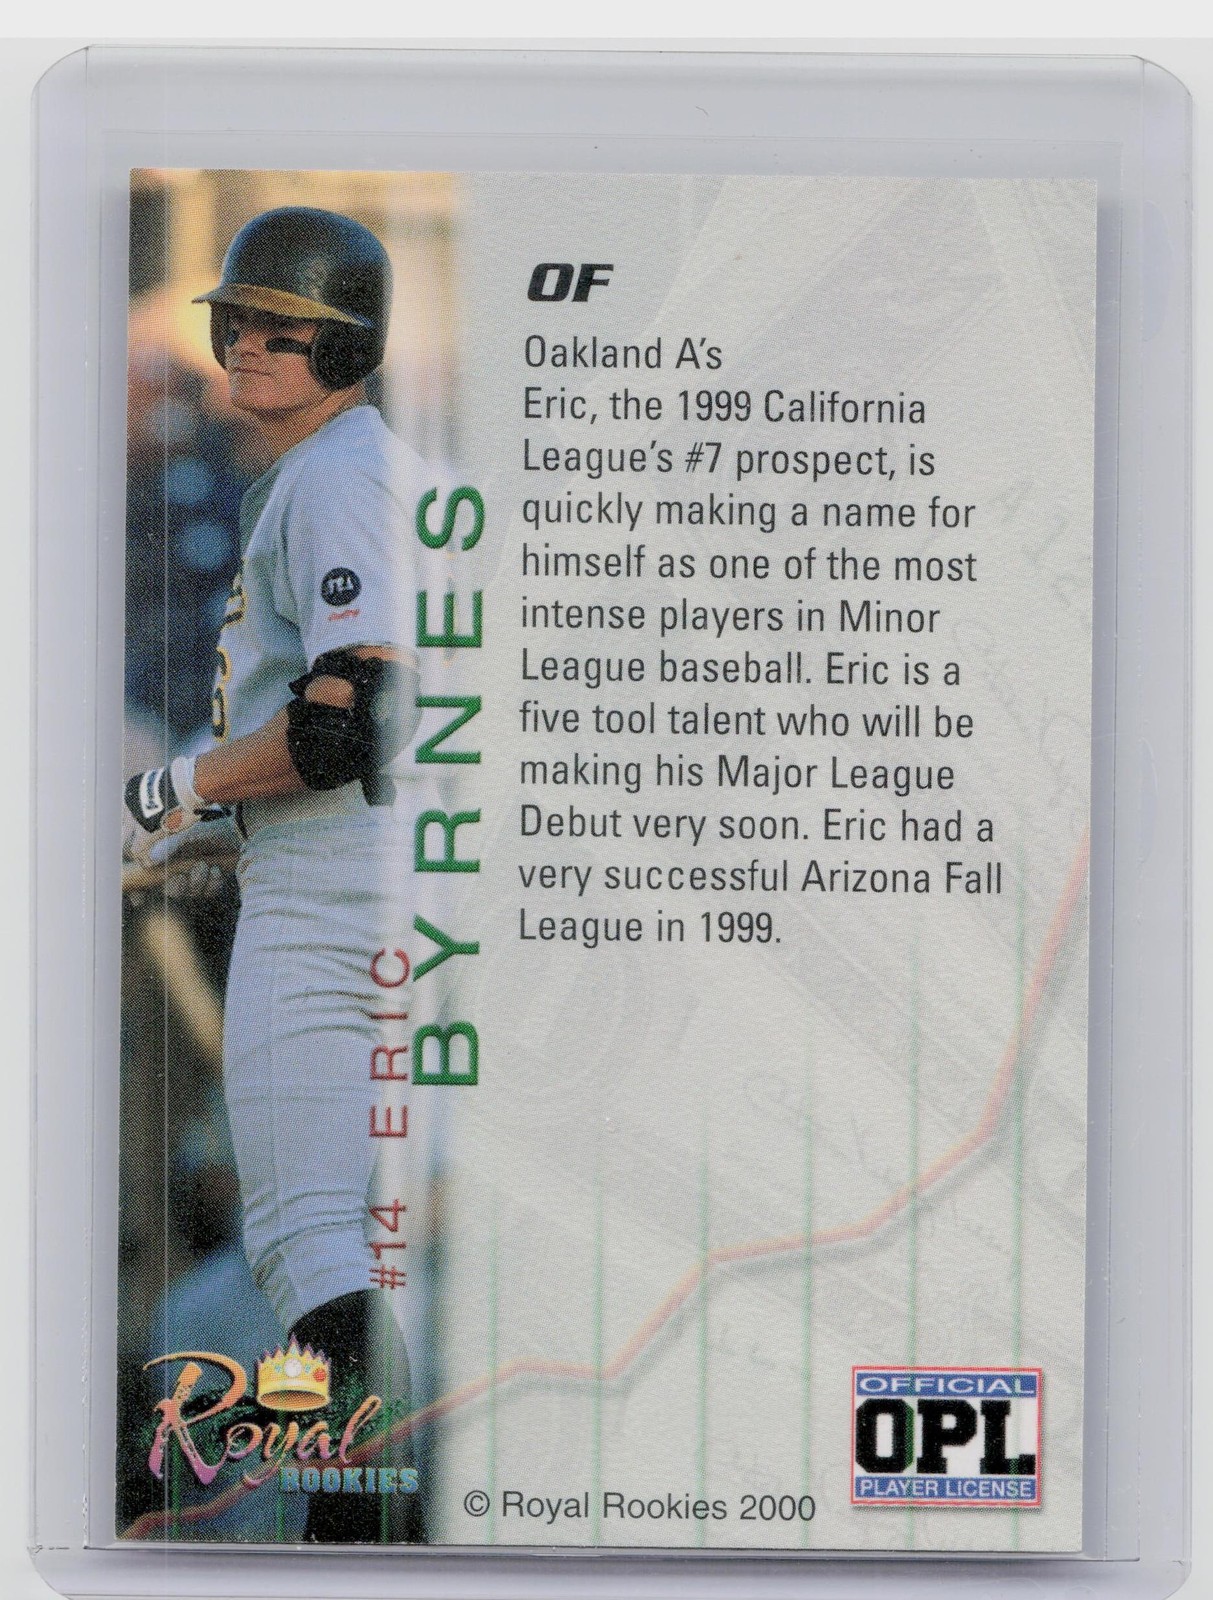 OF
Oakland A's
Eric, the 1999 California
League's #7 prospect, is
quickly making a name for
himself as one of the most
intense players in Minor
League baseball. Eric is a
five tool talent who will be
making his Major League
Debut very soon. Eric had a
very successful Arizona Fall
League in 1999.
#14 ERIC
BYRNES
Royal
ROOKIES
© Royal Rookies 2000
OFFICIAL
OPL
PLAYER LICENSE